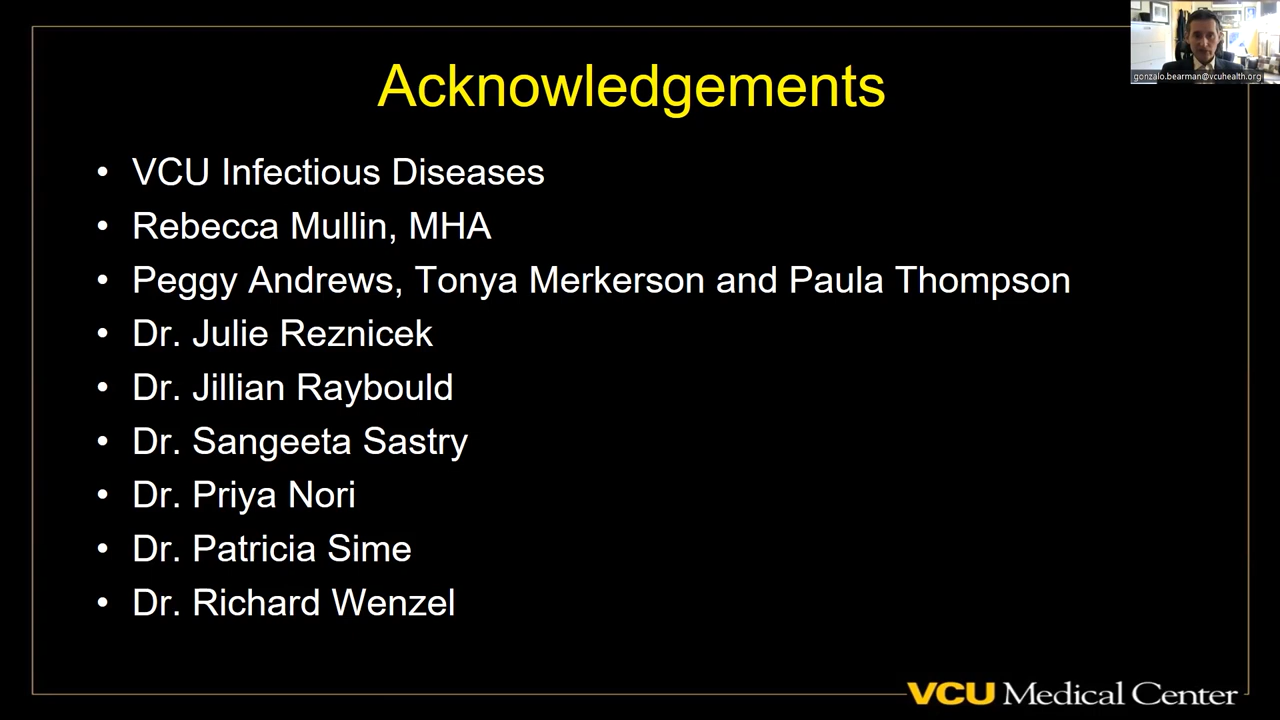 Acknowledgements
gonzalo.bearman@vcuhealth.org
• VCU Infectious Diseases
• Rebecca Mullin, MHA
• Peggy Andrews, Tonya Merkerson and Paula Thompson
• Dr. Julie Reznicek
• Dr. Jillian Raybould
• Dr. Sangeeta Sastry
• Dr. Priya Nori
• Dr. Patricia Sime
• Dr. Richard Wenzel
VCU Medical Center